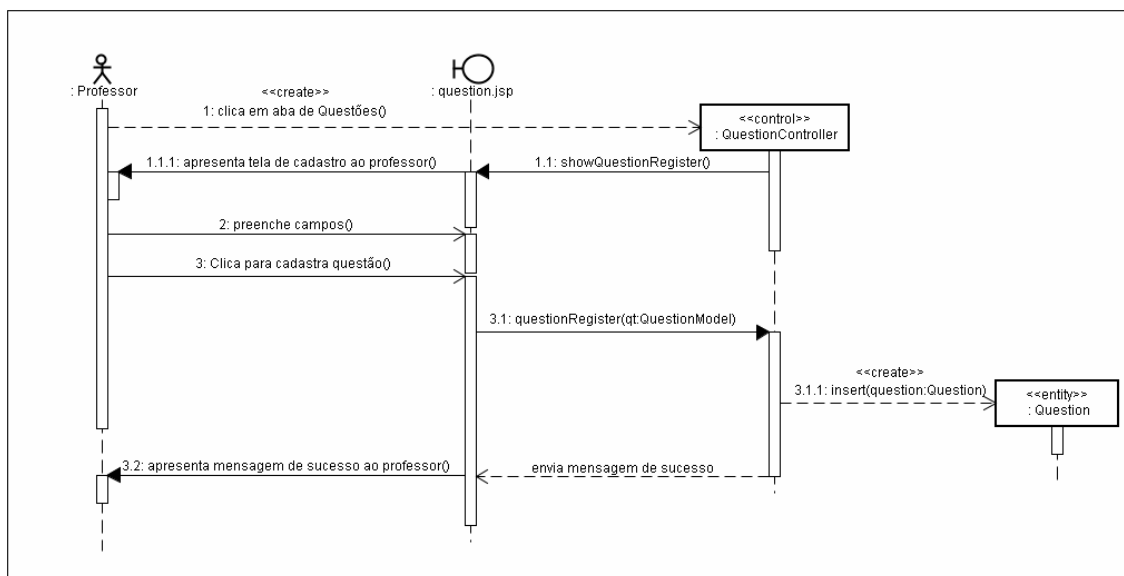 : Professor
: question.jsp
<<create>>
1: clica em aba de Questões()
<<control>>
: QuestionController
1.1.1: apresenta tela de cadastro ao professor()
1.1: showQuestionRegister()
2: preenche campos()
3: Clica para cadastra questão()
3.1: questionRegister(qt:QuestionModel)
<<create>>
3.1.1: insert(question:Question)
<<entity>>
: Question
3.2: apresenta mensagem de sucesso ao professor()
envia mensagem de sucesso